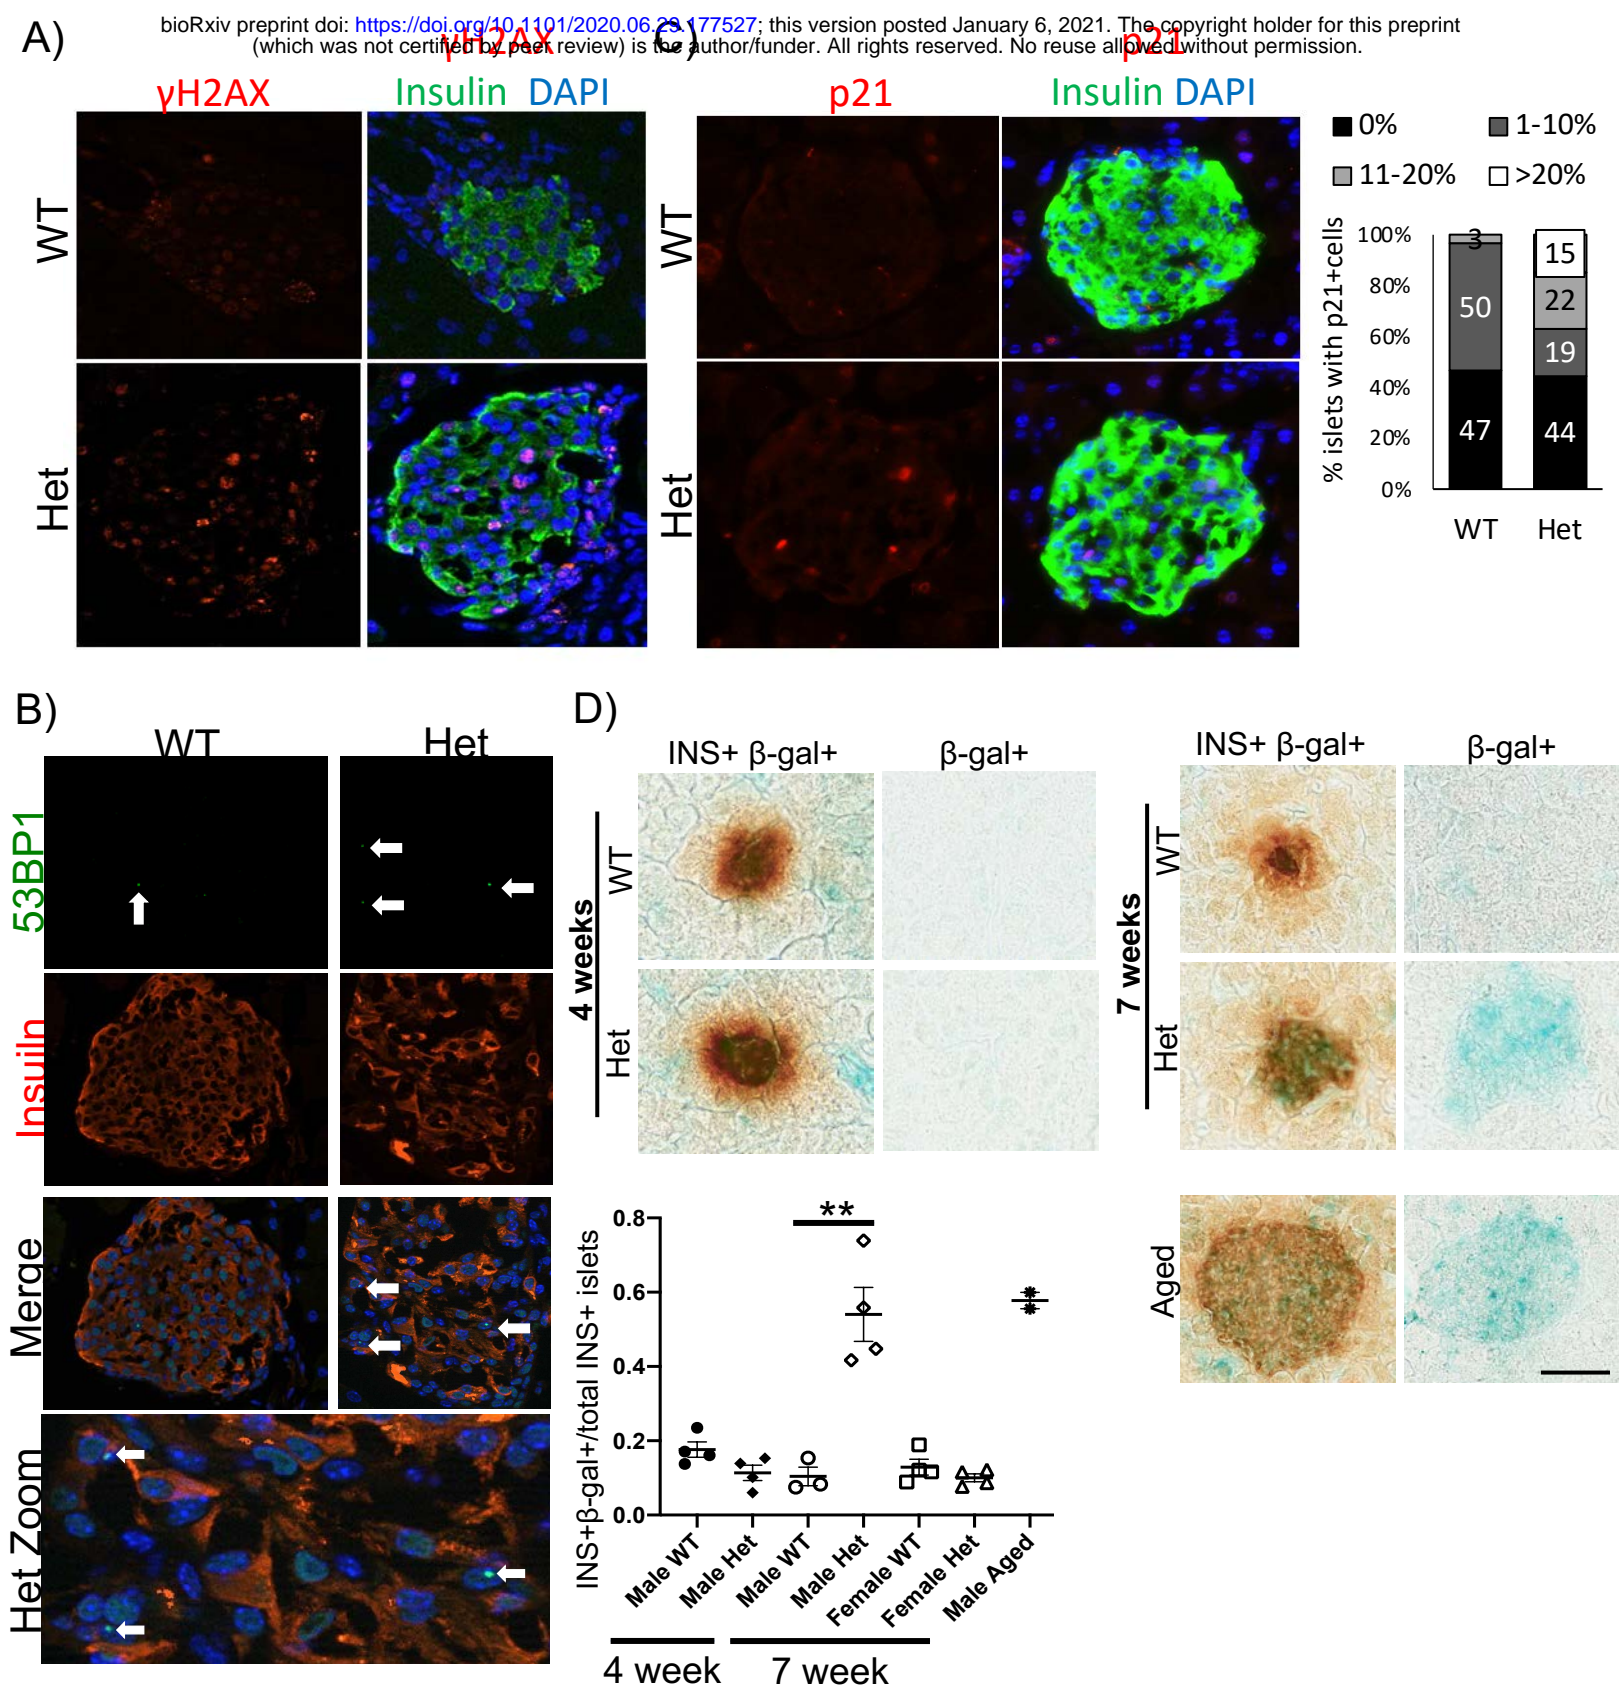 bioRxiv preprint doi: https://doi.org/10.1101/2020.06.29.177527; this version posted January 6, 2021. The copyright holder for this preprint
(which was not certified by peer review) is the author/funder. All rights reserved. No reuse allowed without permission.
A)
γH2AX
γH2AX
Insulin DAPI
WT
Het
C)
p21
p21
Insulin DAPI
WT
Het
0%
1-10%
11-20%
>20%
% islets with p21+cells
100%
80%
60%
40%
20%
0%
3
50
47
15
22
19
44
WT
Het
B)
WT
Het
53BP1
Insuiln
Merge
Het Zoom
D)
INS+ β-gal+
β-gal+
4 weeks
WT
Het
INS+ β-gal+
β-gal+
7 weeks
WT
Het
Aged
INS+β-gal+/total INS+ islets
0.8
0.6
0.4
0.2
0.0
**
Male WT
Male Het
Male WT
Male Het
Female WT
Female Het
Male Aged
4 week
7 week